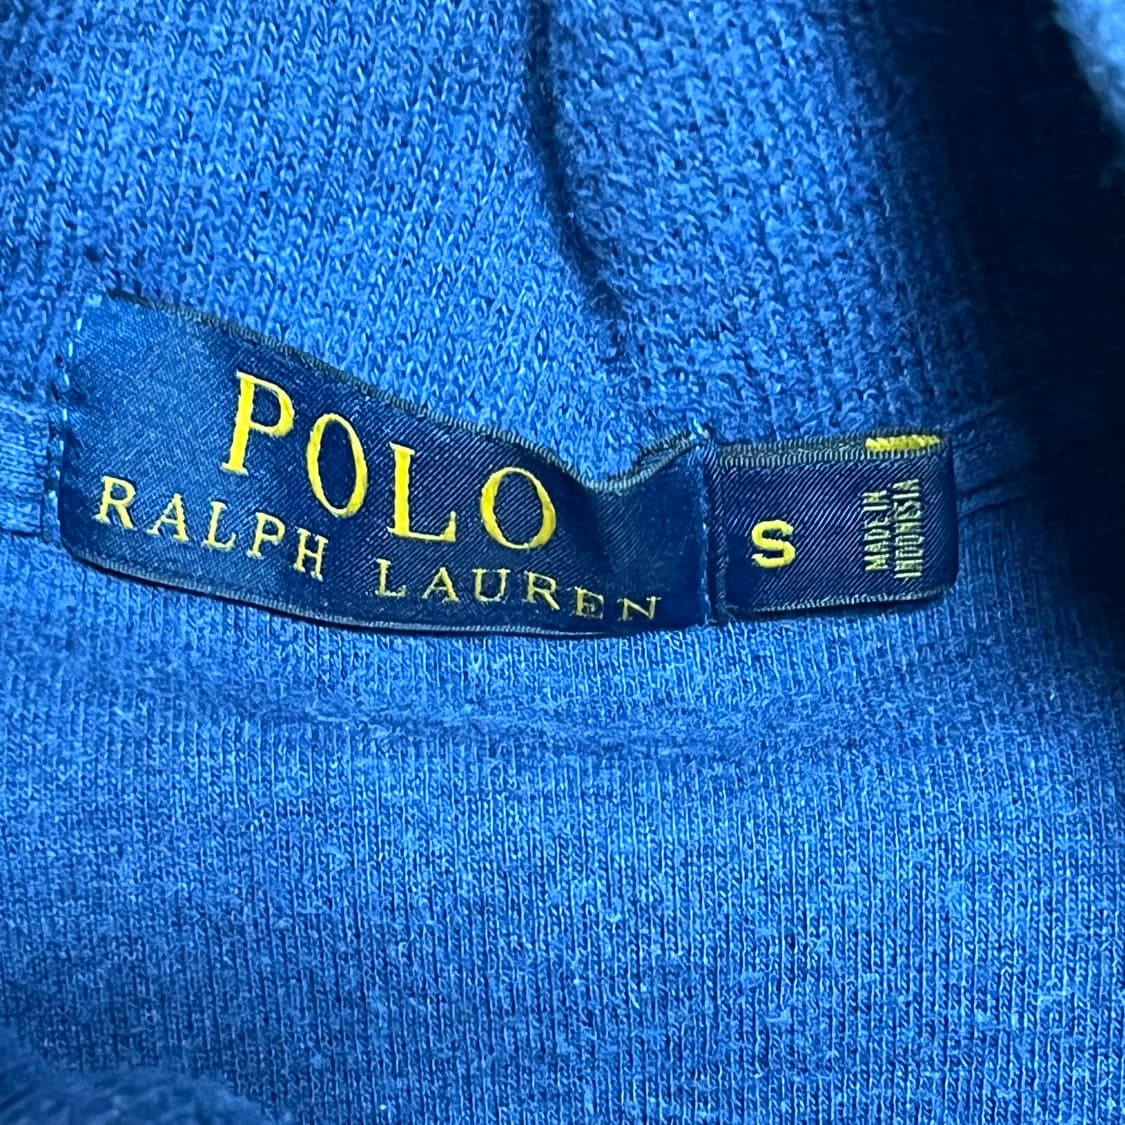 POLO
RALPH LAUREN
S
MADE IN
INDONESIA